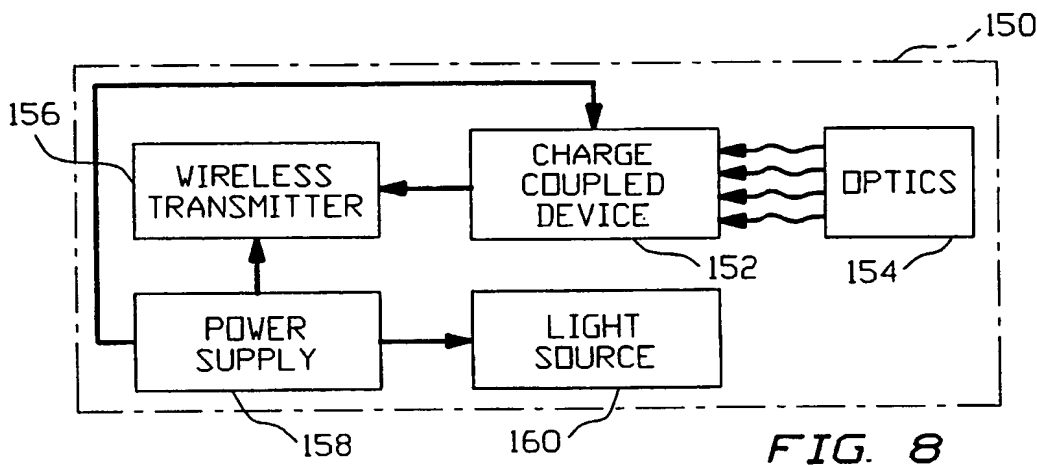 150
156
WIRELESS
TRANSMITTER
CHARGE
COUPLED
DEVICE
OPTICS
152
154
POWER
SUPPLY
LIGHT
SOURCE
158
160
FIG. 8